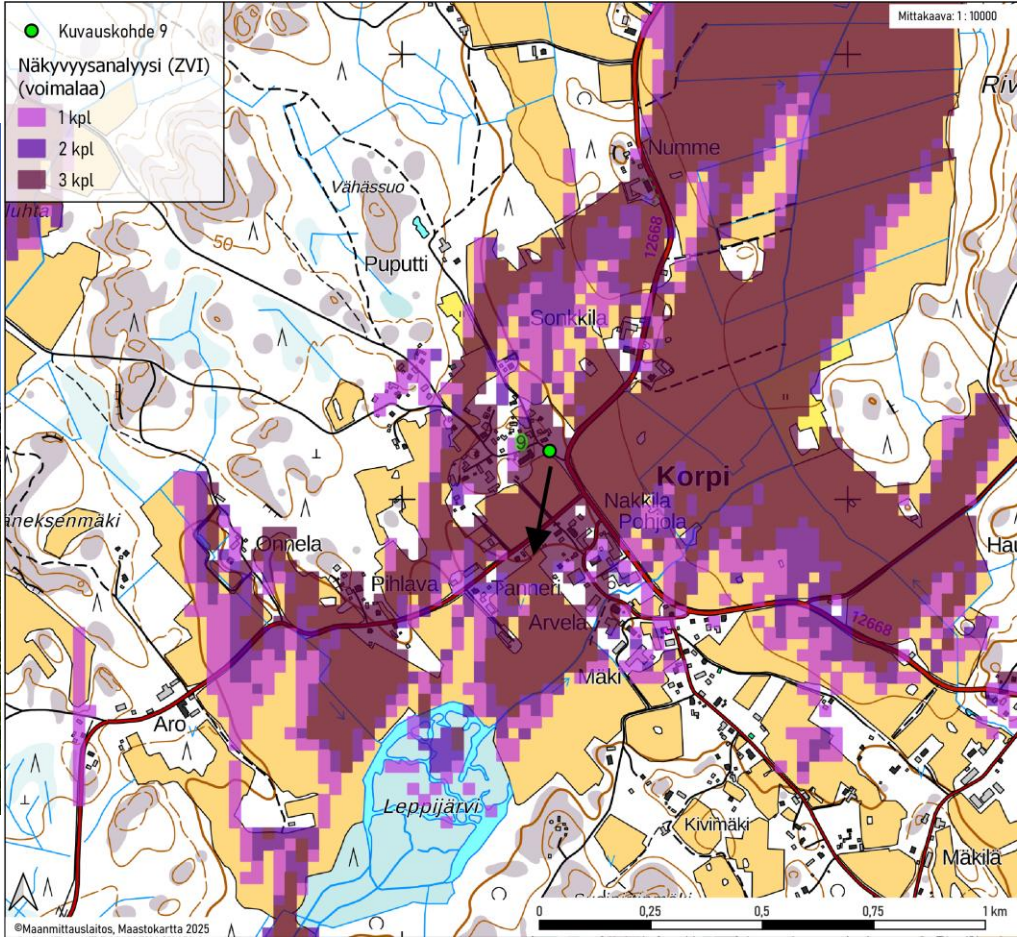 Kuvauskohde 9
Näkyvyysanalyysi (ZVI)
(voimalaa)
1 kpl
2 kpl
3 kpl
Mittakaava: 1 : 10000
Numme
Vähässuo
50
Puputti
12668
Sonkkila
9
Korpi
Nakkila
Pohjola
Onnela
Pihlava
Tanneri
Arvela
12668
Mäki
Aro
Leppijärvi
Kivimäki
Mäkilä
0 0,25 0,5 0,75 1 km
©Maanmittauslaitos, Maastokartta 2025